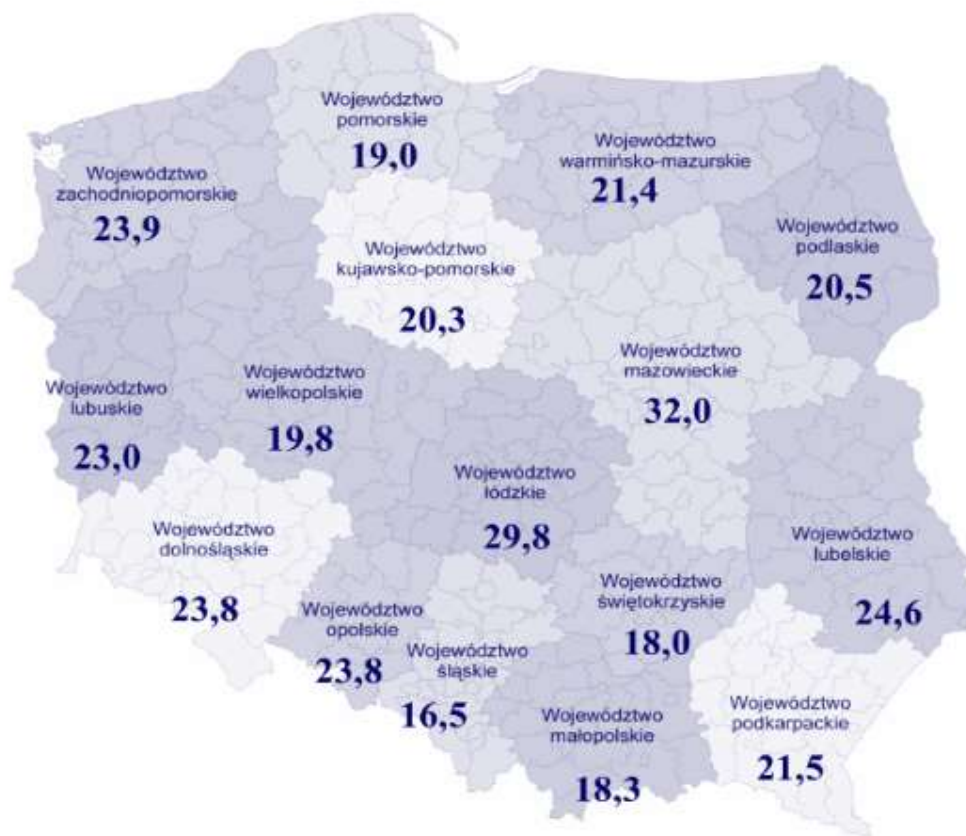 Województwo
pomorskie
19,0
Województwo
warmińsko-mazurskie
21,4
Województwo
zachodniopomorskie
23,9
Województwo
podlaskie
20,5
Województwo
kujawsko-pomorskie
20,3
Województwo
mazowieckie
32,0
Województwo
lubuskie
23,0
Województwo
wielkopolskie
19,8
Województwo
łódzkie
29,8
Województwo
dolnośląskie
23,8
Województwo
lubelskie
24,6
Województwo
opolskie
23,8
Województwo
świętokrzyskie
18,0
Województwo
śląskie
16,5
Województwo
małopolskie
18,3
Województwo
podkarpackie
21,5